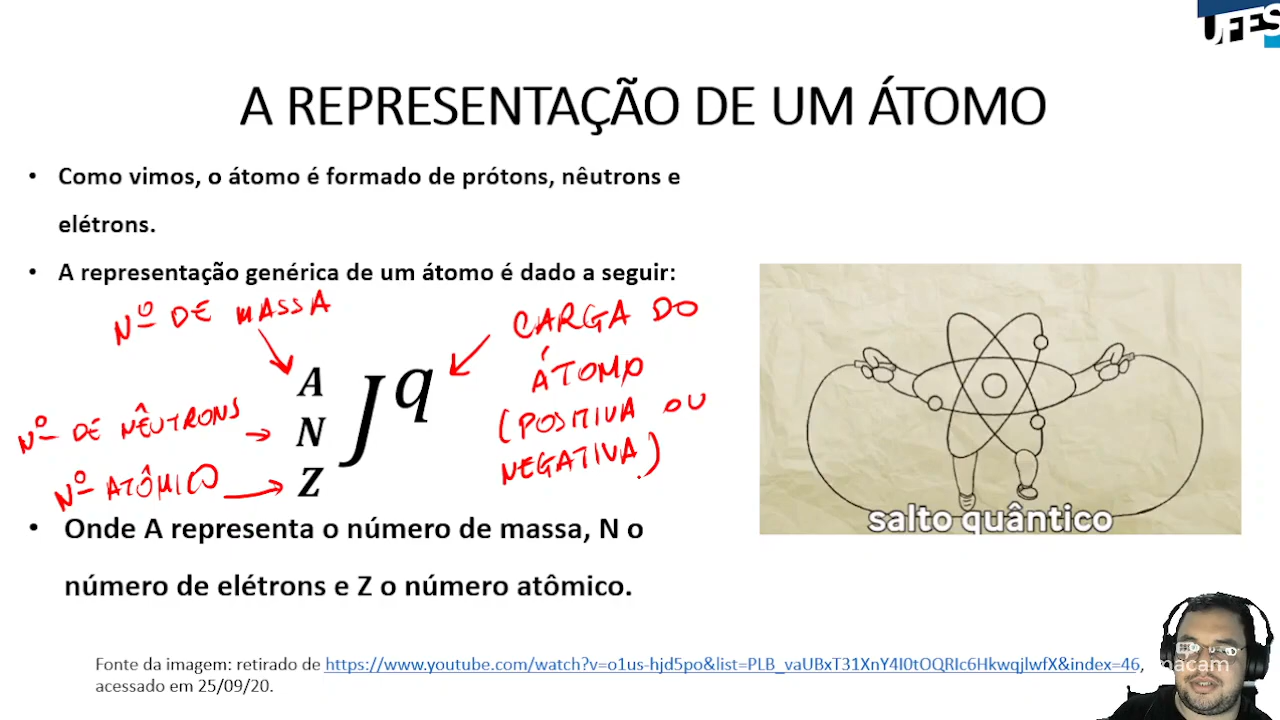 UFES
A REPRESENTAÇÃO DE UM ÁTOMO
• Como vimos, o átomo é formado de prótons, nêutrons e
elétrons.
• A representação genérica de um átomo é dado a seguir:
Nº DE MASSA
CARGA DO
ÁTOMO
(POSITIVA OU
NEGATIVA)
A
N
Z
J
q
Nº DE NÊUTRONS
Nº ATÔMICO
salto quântico
• Onde A representa o número de massa, N o
número de elétrons e Z o número atômico.
Fonte da imagem: retirado de https://www.youtube.com/watch?v=o1us-hjd5po&list=PLB_vaUBxT31XnY4I0tOQRIc6HkwqjlwfX&index=46,
acessado em 25/09/20.